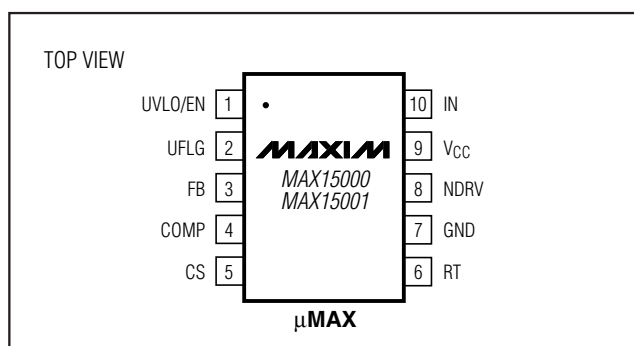 TOP VIEW
UVLO/EN 1
UFLG 2
FB 3
COMP 4
CS 5
MAXIM
MAX15000
MAX15001
10 IN
9 VCC
8 NDRV
7 GND
6 RT
μMAX